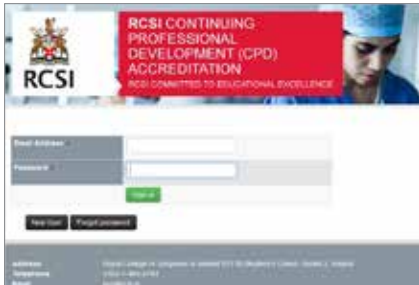 RCSI CONTINUING
PROFESSIONAL
DEVELOPMENT (CPD)
ACCREDITATION
RCSI COMMITTED TO EDUCATIONAL EXCELLENCE
RCSI
Email Address
Password
Sign in
New User Forgot password
Address
Telephone
Email